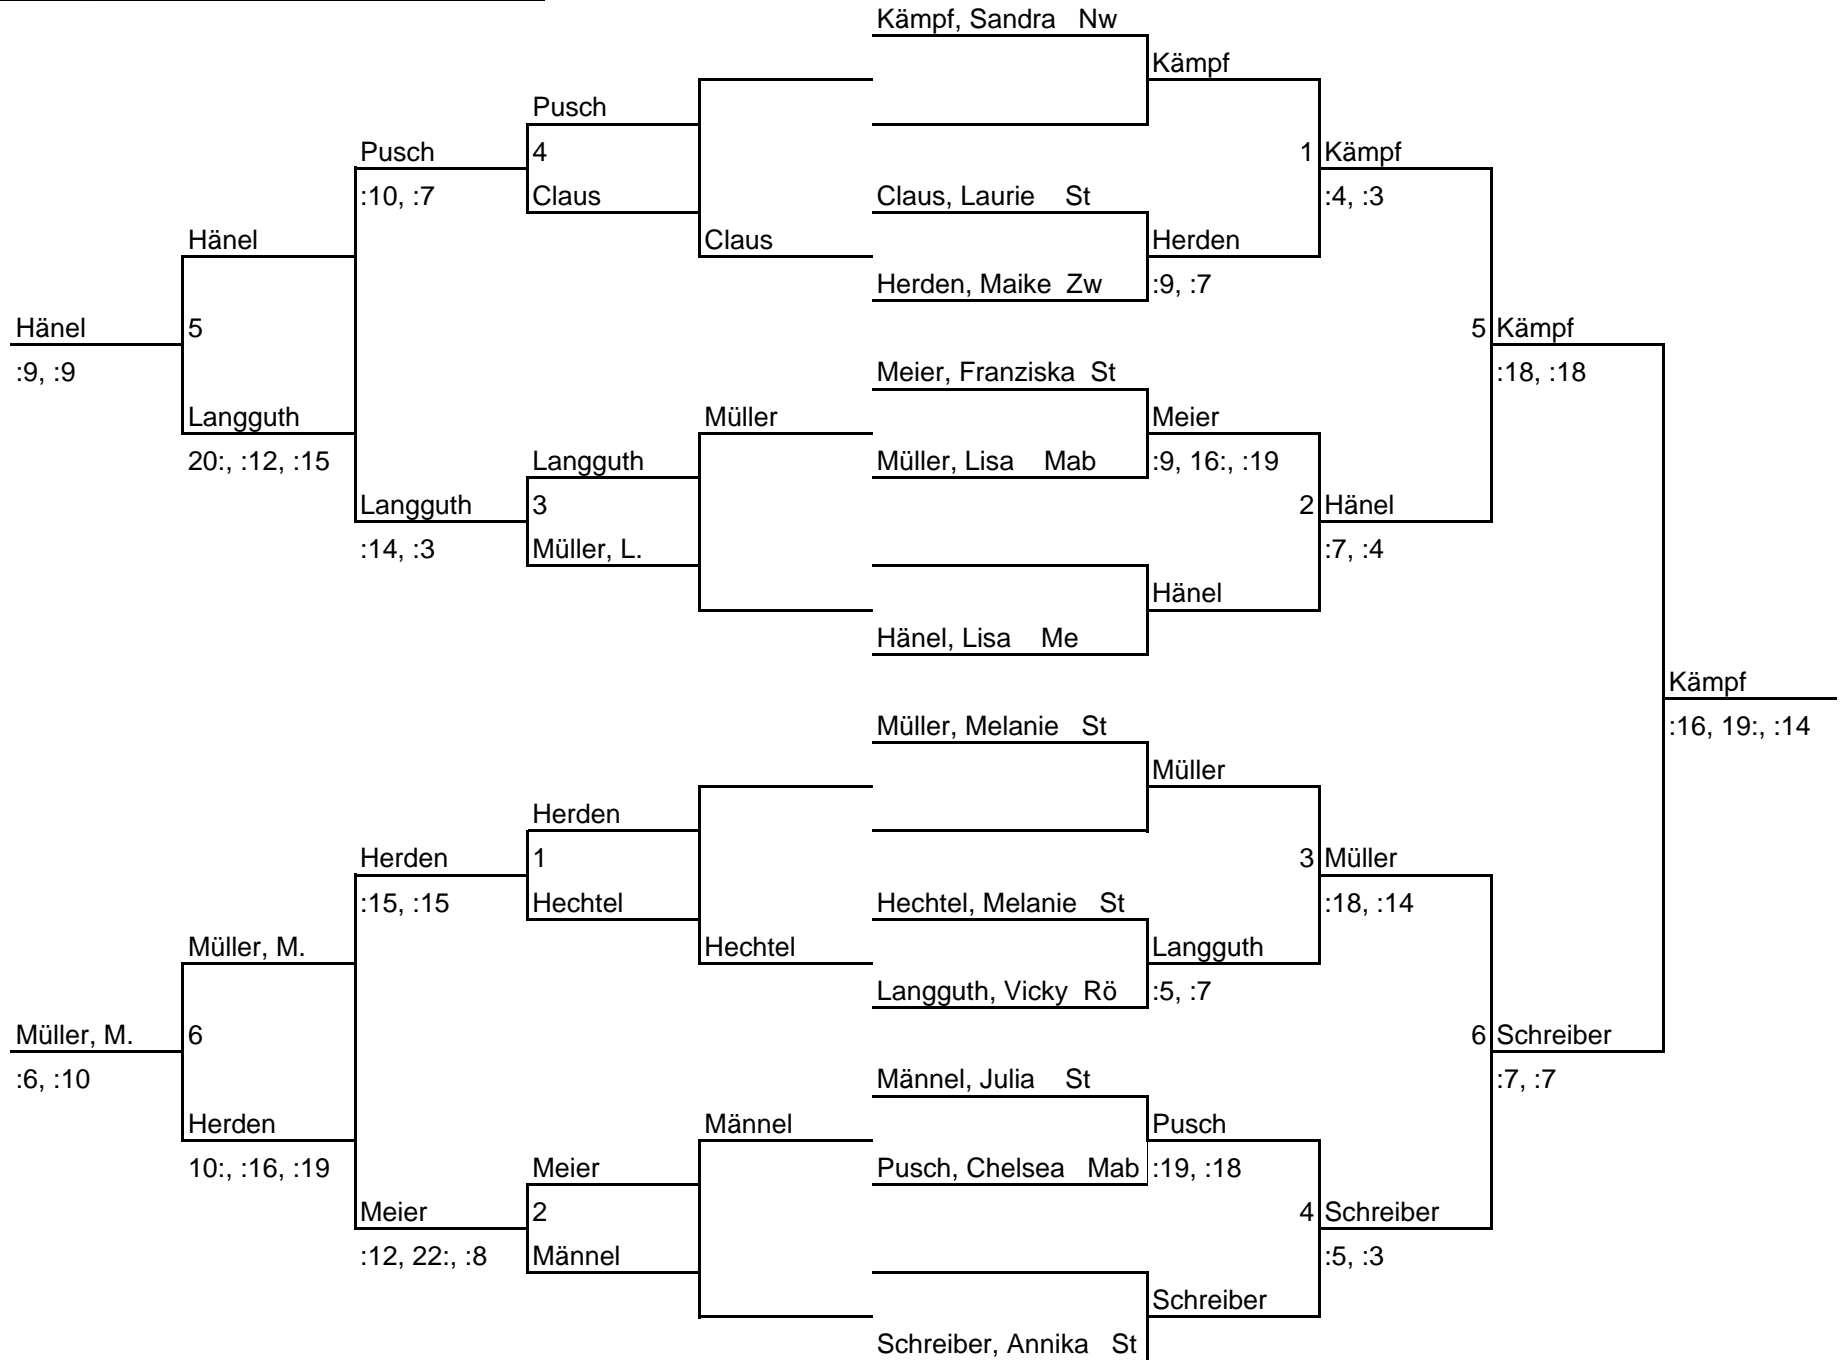 Kämpf, Sandra Nw
Kämpf
Pusch
Pusch 4 1 Kämpf
:10, :7 Claus Claus, Laurie St :4, :3
Hänel Claus Herden
Herden, Maike Zw :9, :7
Hänel 5 5 Kämpf
:9, :9 Meier, Franziska St :18, :18
Langguth Müller Meier
20:, :12, :15 Langguth Müller, Lisa Mab :9, 16:, :19
Langguth 3 2 Hänel
:14, :3 Müller, L. :7, :4
Hänel
Hänel, Lisa Me
Kämpf
Müller, Melanie St :16, 19:, :14
Müller
Herden
Herden 1 3 Müller
:15, :15 Hechtel Hechtel, Melanie St :18, :14
Müller, M. Hechtel Langguth
Langguth, Vicky Rö :5, :7
Müller, M. 6 6 Schreiber
:6, :10 Männel, Julia St :7, :7
Herden Männel Pusch
10:, :16, :19 Meier Pusch, Chelsea Mab :19, :18
Meier 2 4 Schreiber
:12, 22:, :8 Männel :5, :3
Schreiber
Schreiber, Annika St